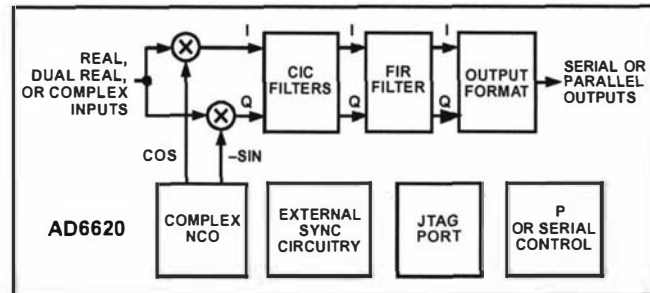 REAL,
DUAL REAL,
OR COMPLEX
INPUTS
I
I
I
CIC
FILTERS
FIR
FILTER
OUTPUT
FORMAT
SERIAL OR
PARALLEL
OUTPUTS
Q
Q
Q
COS
–SIN
AD6620
COMPLEX
NCO
EXTERNAL
SYNC
CIRCUITRY
JTAG
PORT
P
OR SERIAL
CONTROL